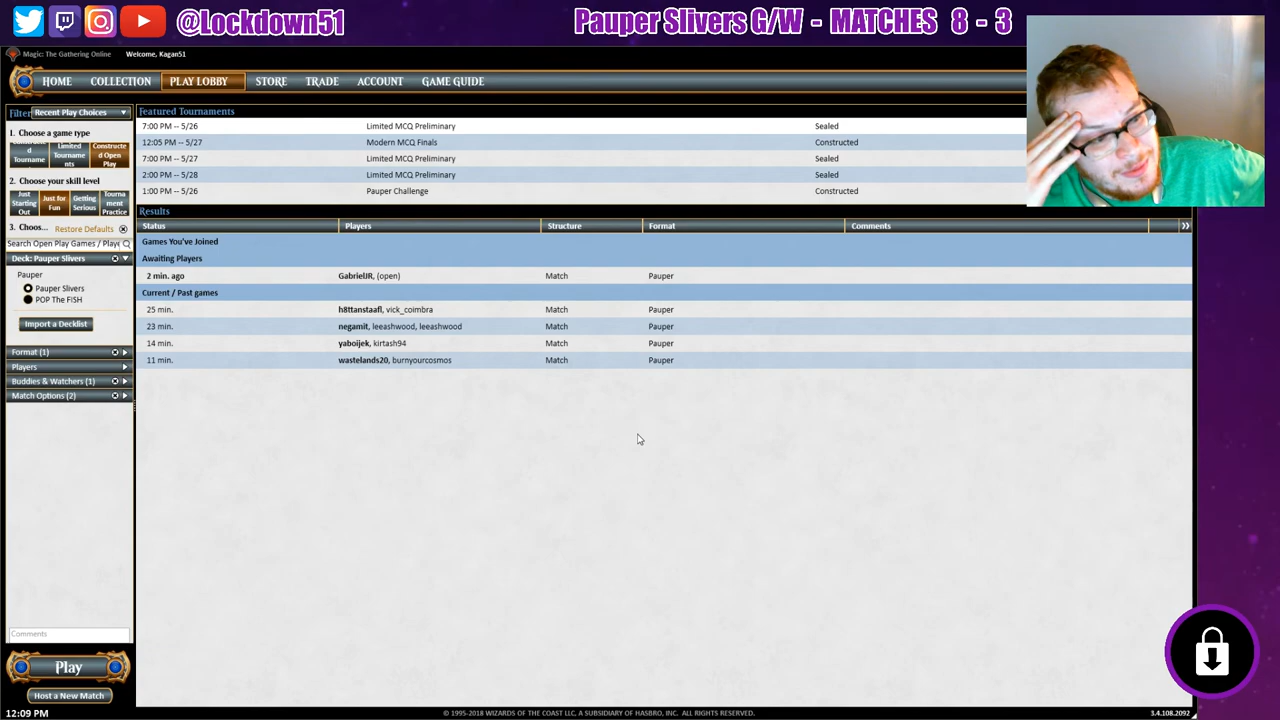 @Lockdown51
Pauper Slivers G/W - MATCHES 8 - 3
Magic: The Gathering Online Welcome, Kagan51
HOME COLLECTION PLAY LOBBY STORE TRADE ACCOUNT GAME GUIDE
Filter Recent Play Choices
1. Choose a game type
d Tourname
Limited Tourname nts
Constructe d Open Play
2. Choose your skill level
Just Starting Out
Just for Fun
Getting Serious
Tourna ment Practice
3. Choos... Restore Defaults
Search Open Play Games / Play
Deck: Pauper Slivers
Pauper
Pauper Slivers
POP The FiSH
Import a Decklist
Format (1)
Players
Buddies & Watchers (1)
Match Options (2)
Comments
Play
Host a New Match
12:09 PM
Featured Tournaments
7:00 PM -- 5/26 Limited MCQ Preliminary Sealed
12:05 PM -- 5/27 Modern MCQ Finals Constructed
7:00 PM -- 5/27 Limited MCQ Preliminary Sealed
2:00 PM -- 5/28 Limited MCQ Preliminary Sealed
1:00 PM -- 5/26 Pauper Challenge Constructed
Results
Status Players Structure Format Comments
Games You've Joined
Awaiting Players
2 min. ago GabrielJR, (open) Match Pauper
Current / Past games
25 min. h8ttanstaafl, vick_coimbra Match Pauper
23 min. negamit, leeashwood, leeashwood Match Pauper
14 min. yaboijek, kirtash94 Match Pauper
11 min. wastelands20, burnyourcosmos Match Pauper
© 1995-2018 WIZARDS OF THE COAST LLC, A SUBSIDIARY OF HASBRO, INC. ALL RIGHTS RESERVED.
3.4.108.2092